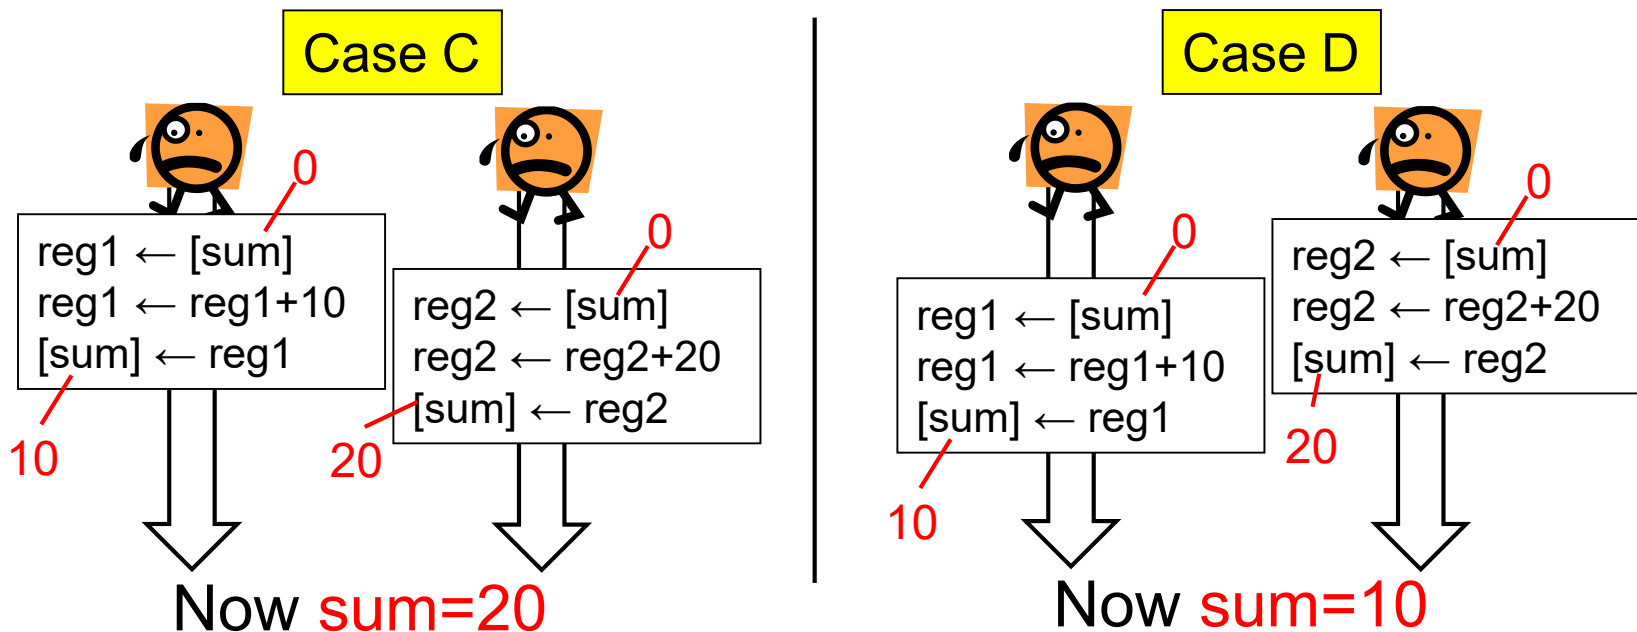 Case C
0
reg1 ← [sum]
reg1 ← reg1+10
[sum] ← reg1
10
0
reg2 ← [sum]
reg2 ← reg2+20
[sum] ← reg2
20
Now sum=20
Case D
0
reg1 ← [sum]
reg1 ← reg1+10
[sum] ← reg1
10
0
reg2 ← [sum]
reg2 ← reg2+20
[sum] ← reg2
20
Now sum=10